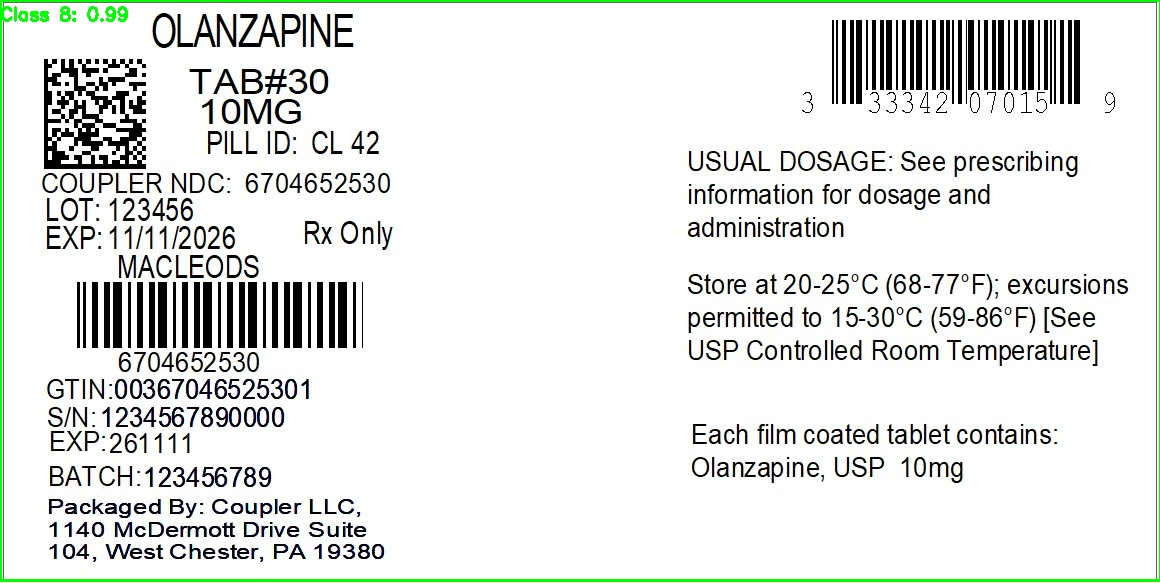 Class 8: 0.99
OLANZAPINE
TAB#30
10MG
PILL ID: CL 42
COUPLER NDC: 6704652530
LOT: 123456
EXP: 11/11/2026
Rx Only
MACLEODS
6704652530
GTIN:00367046525301
S/N:1234567890000
EXP:261111
BATCH:123456789
Packaged By: Coupler LLC,
1140 McDermott Drive Suite
104, West Chester, PA 19380
3 33342 07015 9
USUAL DOSAGE: See prescribing
information for dosage and
administration
Store at 20-25°C (68-77°F); excursions
permitted to 15-30°C (59-86°F) [See
USP Controlled Room Temperature]
Each film coated tablet contains:
Olanzapine, USP 10mg